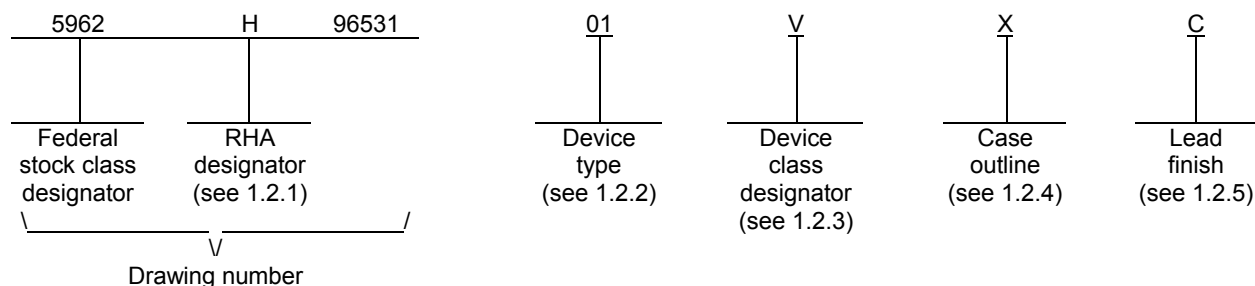 5962 H 96531 01 V X C
Federal stock class designator
RHA designator (see 1.2.1)
Device type (see 1.2.2)
Device class designator (see 1.2.3)
Case outline (see 1.2.4)
Lead finish (see 1.2.5)
Drawing number